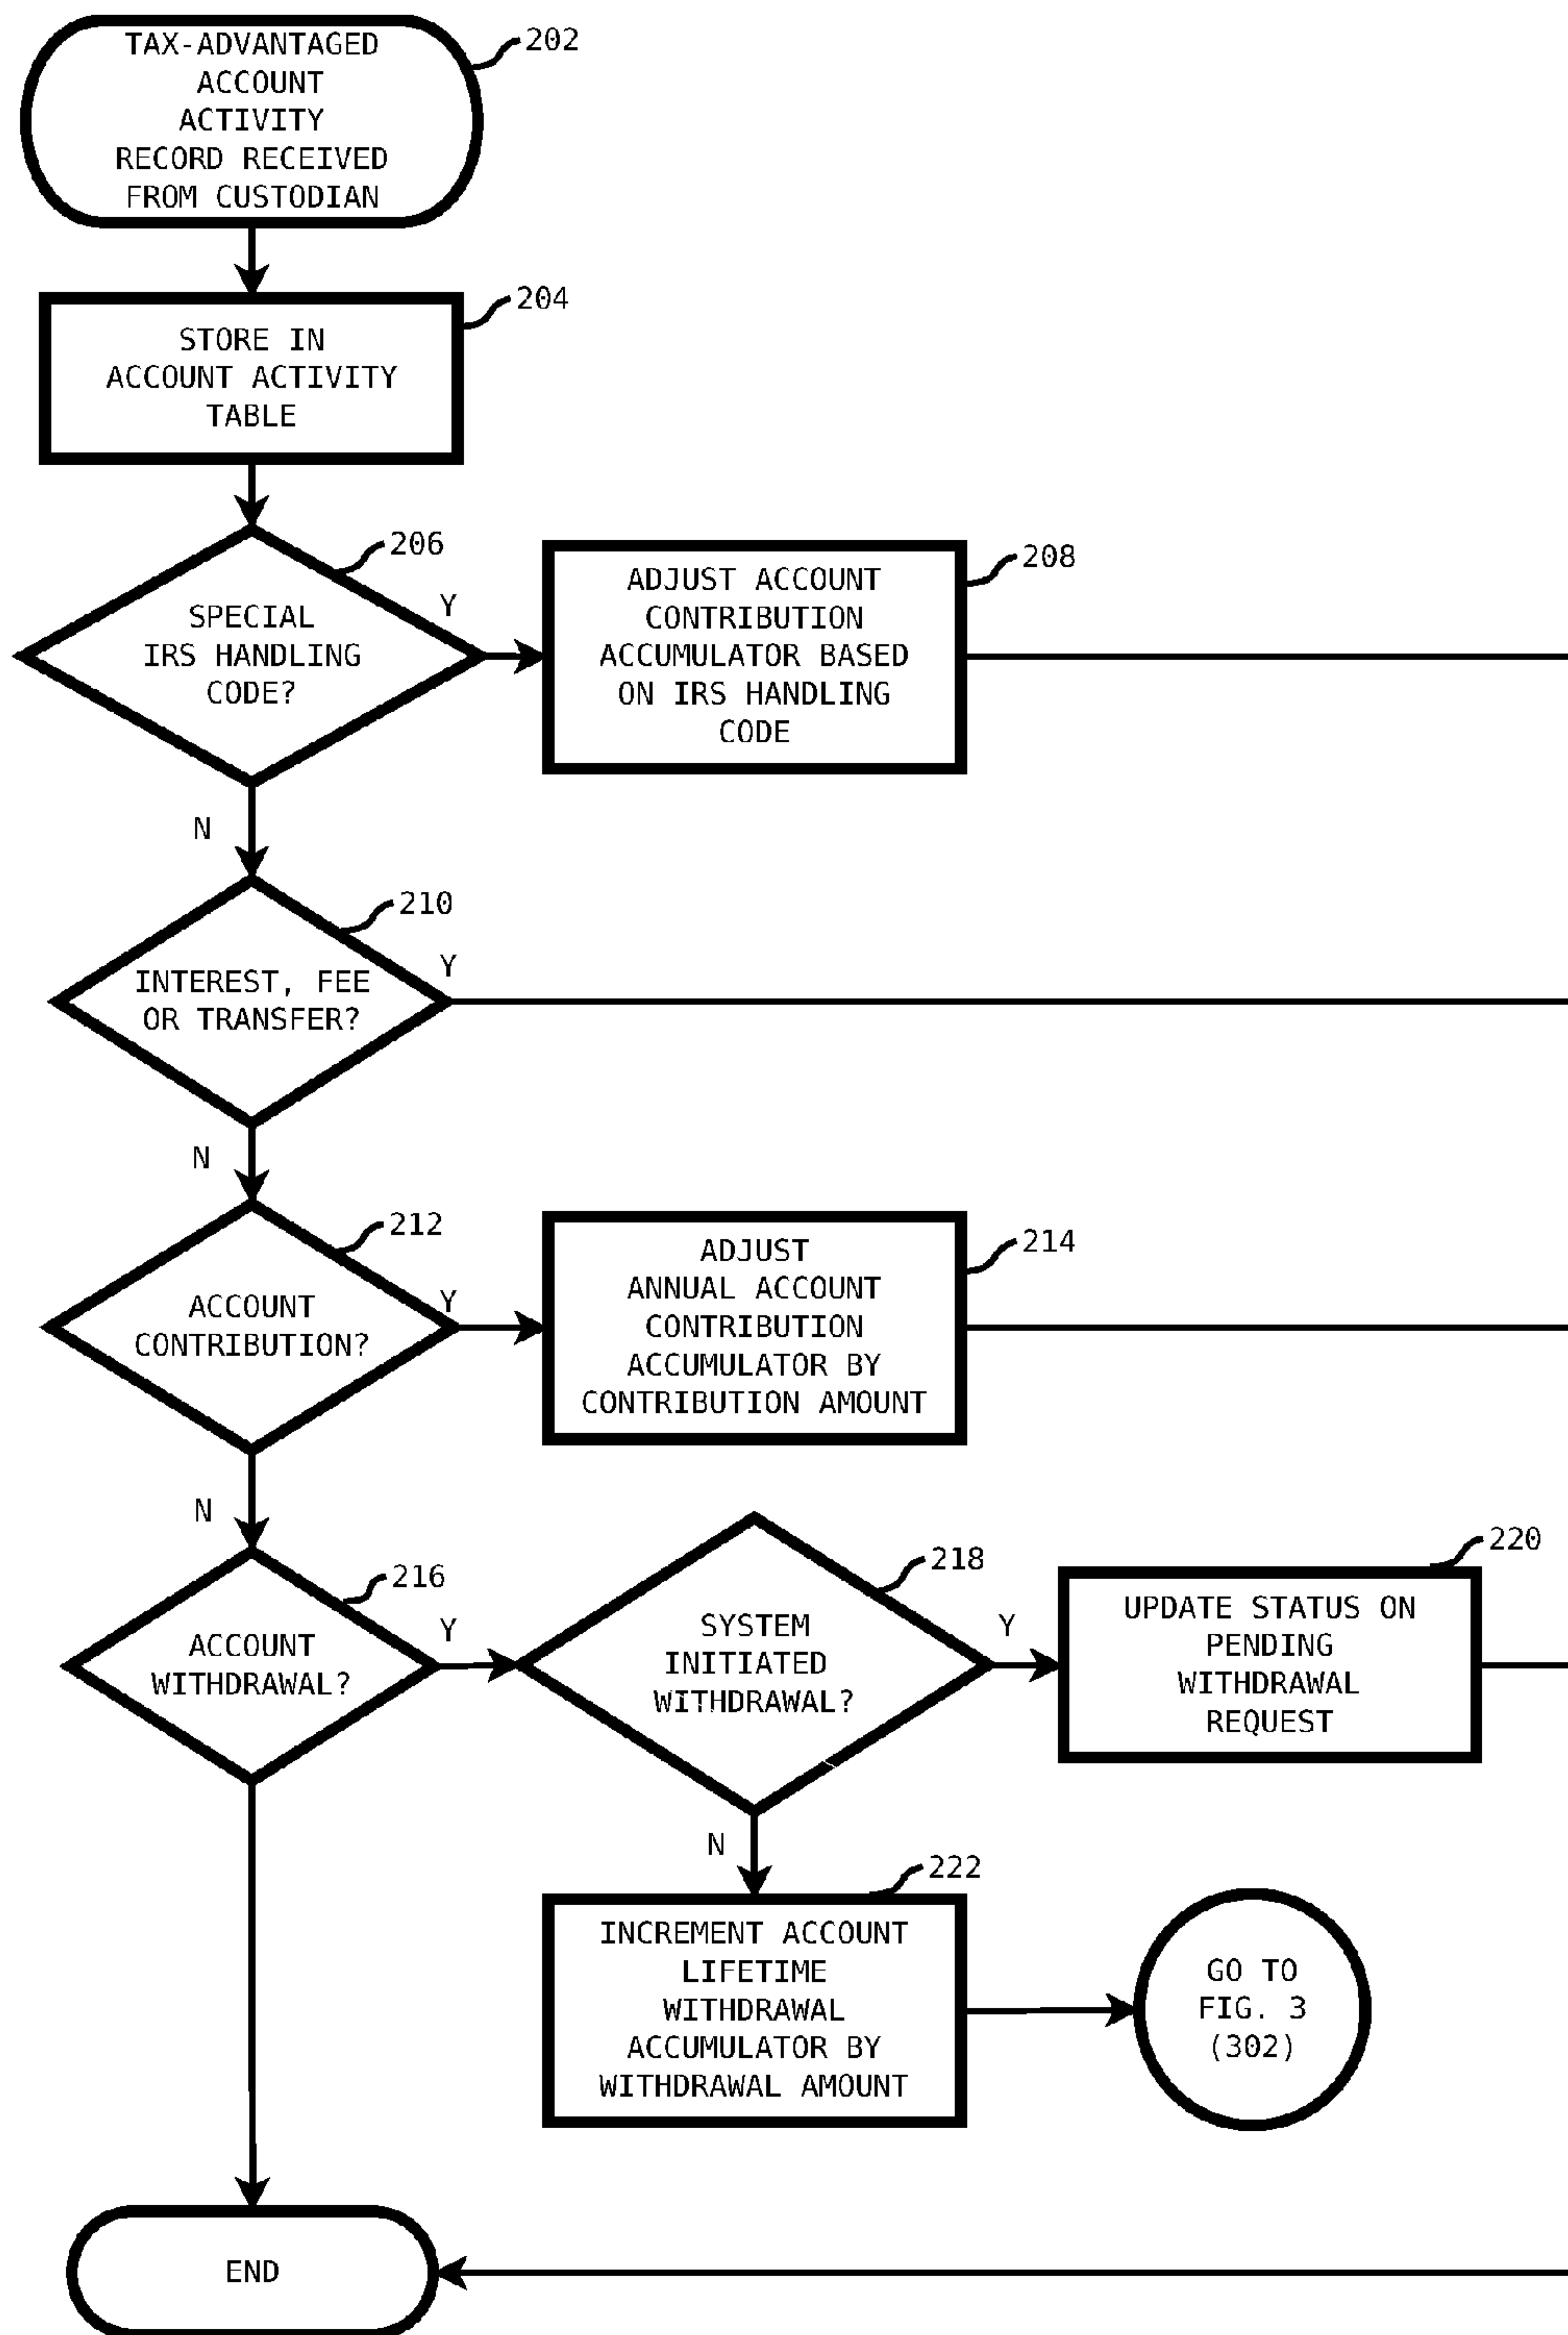 TAX-ADVANTAGED
ACCOUNT
ACTIVITY
RECORD RECEIVED
FROM CUSTODIAN
202
STORE IN
ACCOUNT ACTIVITY
TABLE
204
SPECIAL
IRS HANDLING
CODE?
206
Y
N
ADJUST ACCOUNT
CONTRIBUTION
ACCUMULATOR BASED
ON IRS HANDLING
CODE
208
INTEREST, FEE
OR TRANSFER?
210
Y
N
ACCOUNT
CONTRIBUTION?
212
Y
N
ADJUST
ANNUAL ACCOUNT
CONTRIBUTION
ACCUMULATOR BY
CONTRIBUTION AMOUNT
214
ACCOUNT
WITHDRAWAL?
216
Y
SYSTEM
INITIATED
WITHDRAWAL?
218
Y
N
UPDATE STATUS ON
PENDING
WITHDRAWAL
REQUEST
220
INCREMENT ACCOUNT
LIFETIME
WITHDRAWAL
ACCUMULATOR BY
WITHDRAWAL AMOUNT
222
GO TO
FIG. 3
(302)
END